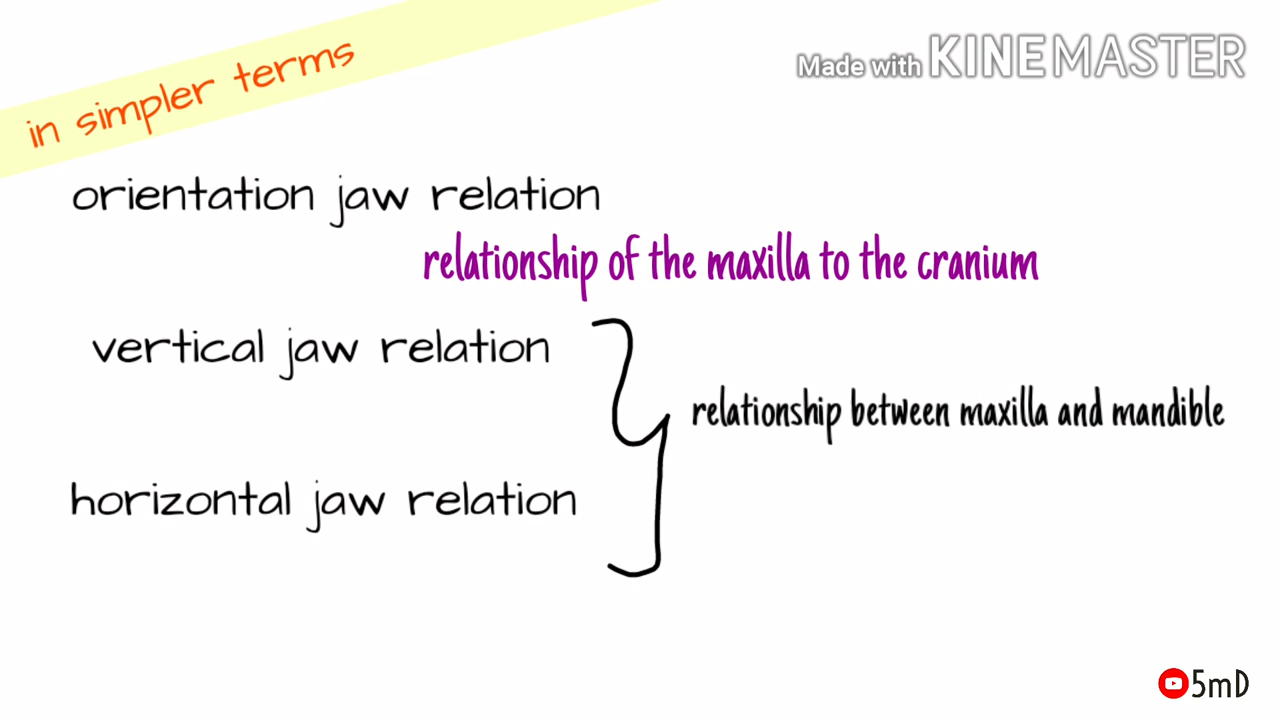 in simpler terms
Made with KINEMASTER
orientation jaw relation
relationship of the maxilla to the cranium
vertical jaw relation
relationship between maxilla and mandible
horizontal jaw relation
5mD